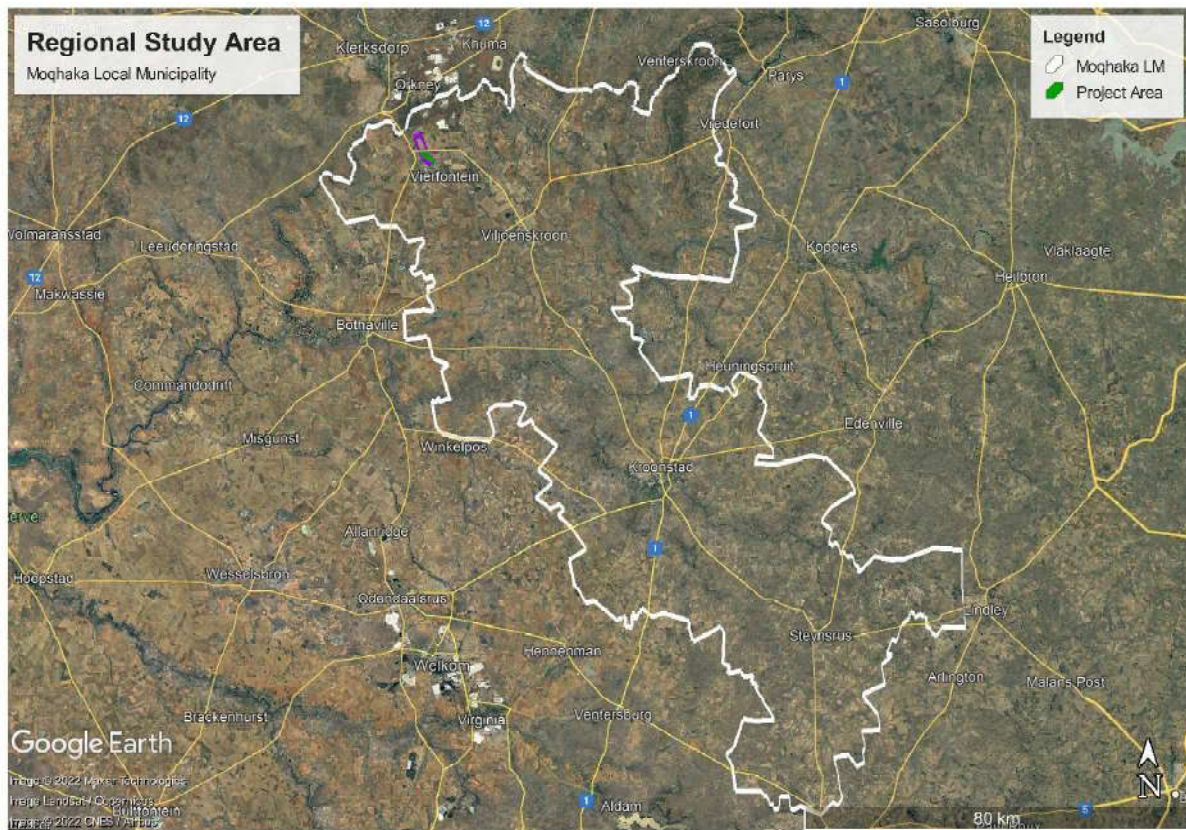 Regional Study Area
Moqhaka Local Municipality
Legend
Moqhaka LM
Project Area
12
Sasolburg
Klerksdorp
Khuma
Venterskroon
Parys
1
Orkney
12
Vredefort
Vierfontein
Wolmaransstad
Leeudoringstad
Viljoenskroon
Koppies
Vlaklaagte
12
Heilbron
Makwassie
Bothaville
Heuningspruit
Commandodrift
1
Edenville
Misgunst
Winkelpos
Kroonstad
erve
Allanridge
1
Hoopstad
Wesselsbron
Odendaalsrus
Lindley
Steynsrus
Hennenman
Welkom
Arlington
Malans Post
Brackenhurst
Virginia
Ventersburg
Google Earth
N
Image © 2022 Maxar Technologies
Image Landsat / Copernicus
Bultfontein
Image © 2022 CNES / Airbus
1
Aldam
80 km
5